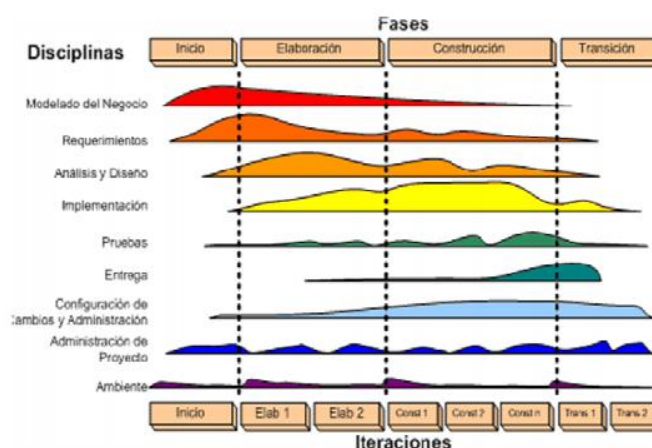 Fases
Disciplinas
Inicio
Elaboración
Construcción
Transición
Modelado del Negocio
Requerimientos
Análisis y Diseño
Implementación
Pruebas
Entrega
Configuración de
Cambios y Administración
Administración de
Proyecto
Ambiente
Inicio
Elab 1
Elab 2
Const 1
Const 2
Const n
Trans 1
Trans 2
Iteraciones